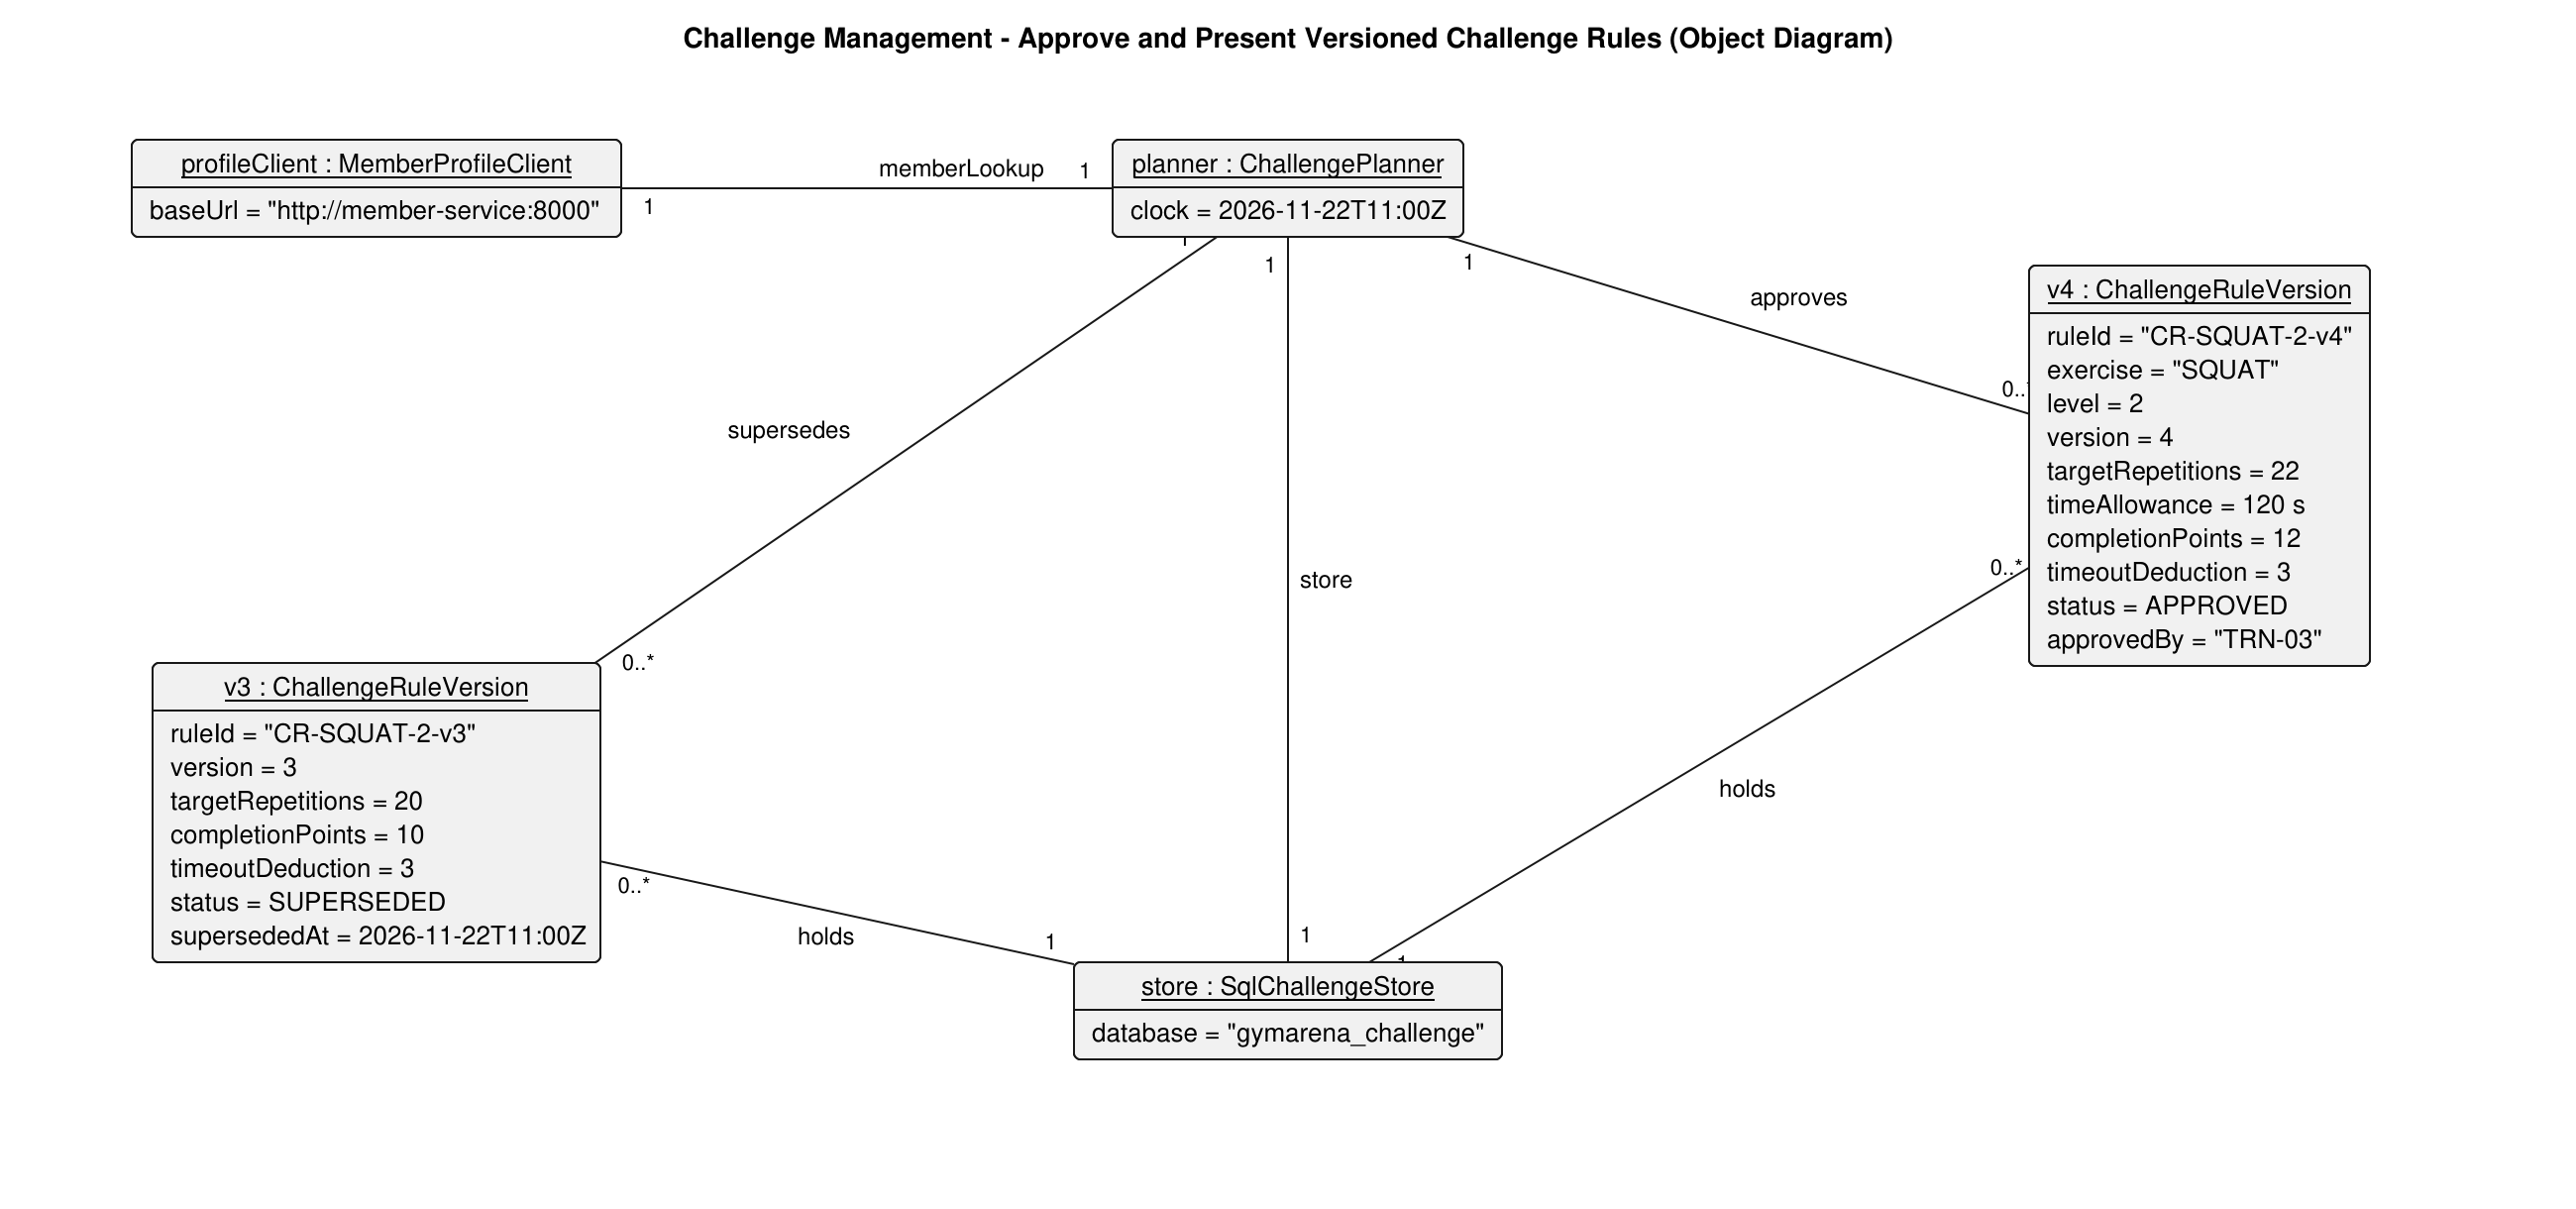 Challenge Management - Approve and Present Versioned Challenge Rules (Object Diagram)
profileClient : MemberProfileClient
baseUrl = "http://member-service:8000"
memberLookup
1
1
planner : ChallengePlanner
clock = 2026-11-22T11:00Z
1
1
approves
0..
supersedes
0..*
store
1
v4 : ChallengeRuleVersion
ruleId = "CR-SQUAT-2-v4"
exercise = "SQUAT"
level = 2
version = 4
targetRepetitions = 22
timeAllowance = 120 s
completionPoints = 12
timeoutDeduction = 3
status = APPROVED
approvedBy = "TRN-03"
0..*
holds
v3 : ChallengeRuleVersion
ruleId = "CR-SQUAT-2-v3"
version = 3
targetRepetitions = 20
completionPoints = 10
timeoutDeduction = 3
status = SUPERSEDED
supersededAt = 2026-11-22T11:00Z
0..*
holds
1
store : SqlChallengeStore
database = "gymarena_challenge"